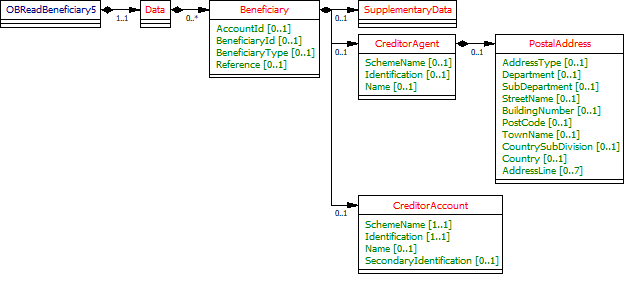 OBReadBeneficiary5
1..1
Data
0..*
Beneficiary
AccountId [0..1]
BeneficiaryId [0..1]
BeneficiaryType [0..1]
Reference [0..1]
0..1
SupplementaryData
0..1
CreditorAgent
SchemeName [0..1]
Identification [0..1]
Name [0..1]
0..1
PostalAddress
AddressType [0..1]
Department [0..1]
SubDepartment [0..1]
StreetName [0..1]
BuildingNumber [0..1]
PostCode [0..1]
TownName [0..1]
CountrySubDivision [0..1]
Country [0..1]
AddressLine [0..7]
0..1
CreditorAccount
SchemeName [1..1]
Identification [1..1]
Name [0..1]
SecondaryIdentification [0..1]